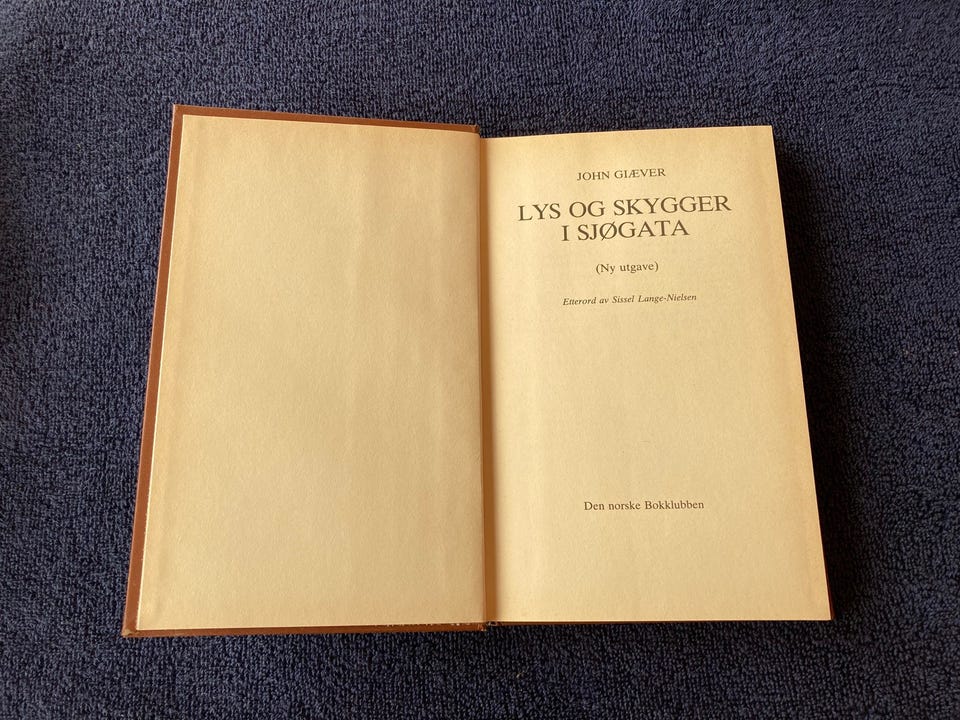 JOHN GIÆVER
LYS OG SKYGGER
I SJØGATA
(Ny utgave)
Etterord av Sissel Lange-Nielsen
Den norske Bokklubben